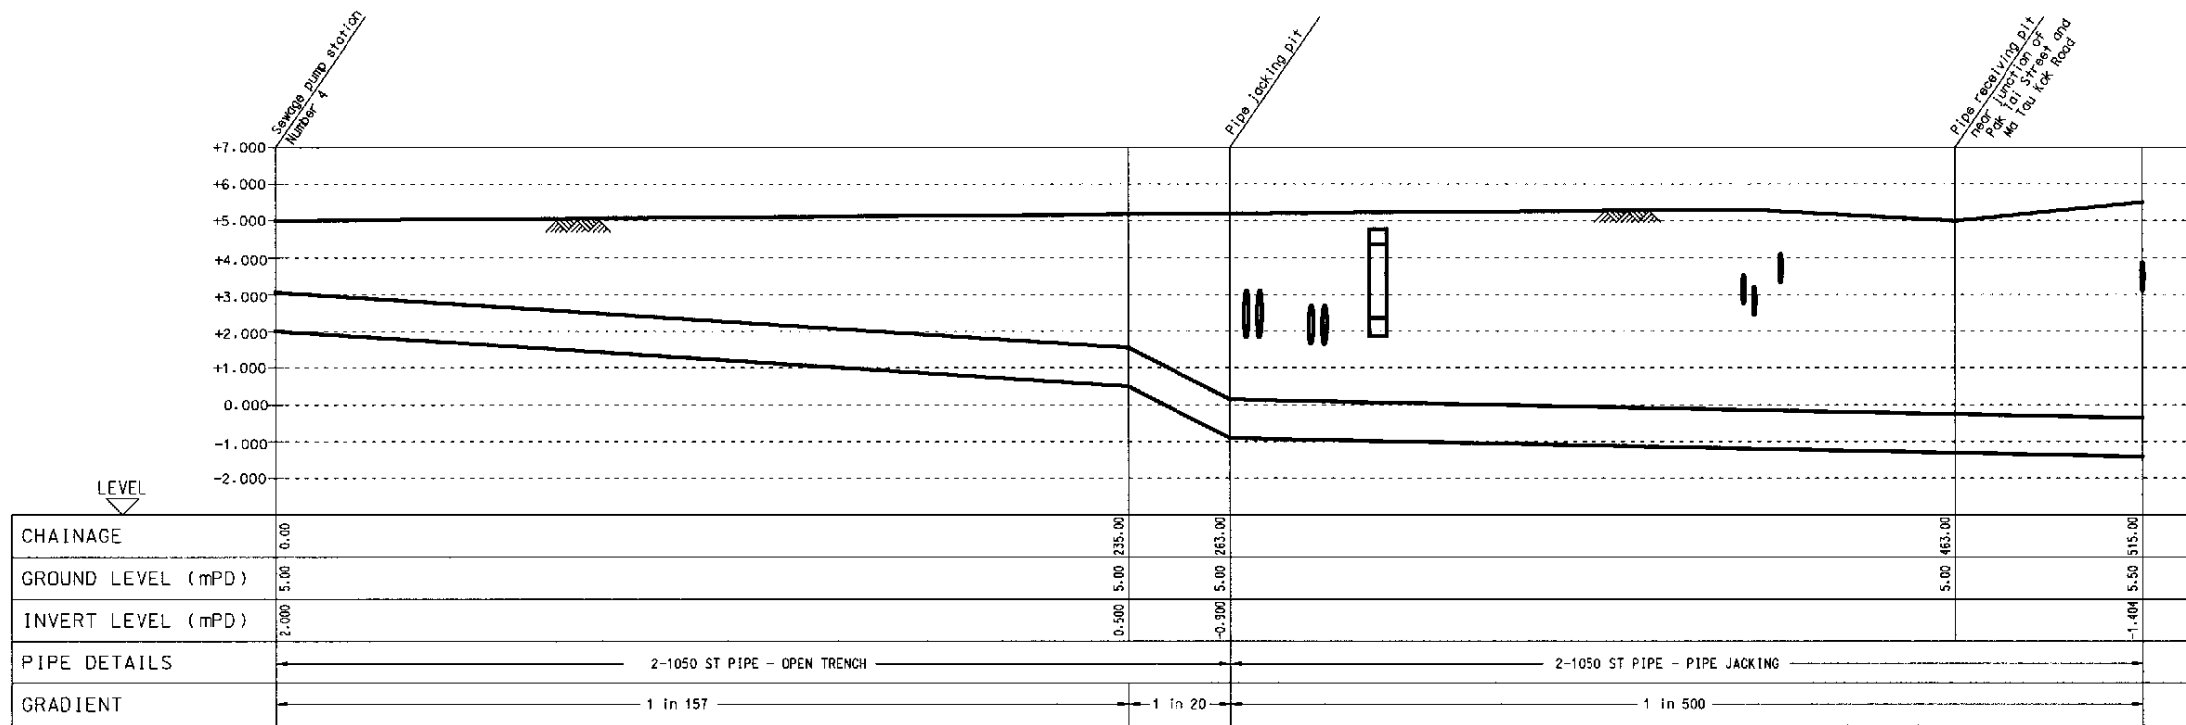 Sewage pump station
Number 4
Pipe jacking pit
Pipe receiving pit
near junction of
Pak Tai Street and
Ma Tau Kok Road
+7.000
+6.000
+5.000
+4.000
+3.000
+2.000
+1.000
0.000
-1.000
-2.000
LEVEL
CHAINAGE 0.00 235.00 263.00 463.00 515.00
GROUND LEVEL (mPD) 5.00 5.00 5.00 5.00 5.50
INVERT LEVEL (mPD) 2.000 0.500 -0.900 -1.404
PIPE DETAILS 2-1050 ST PIPE - OPEN TRENCH 2-1050 ST PIPE - PIPE JACKING
GRADIENT 1 in 157 1 in 20 1 in 500